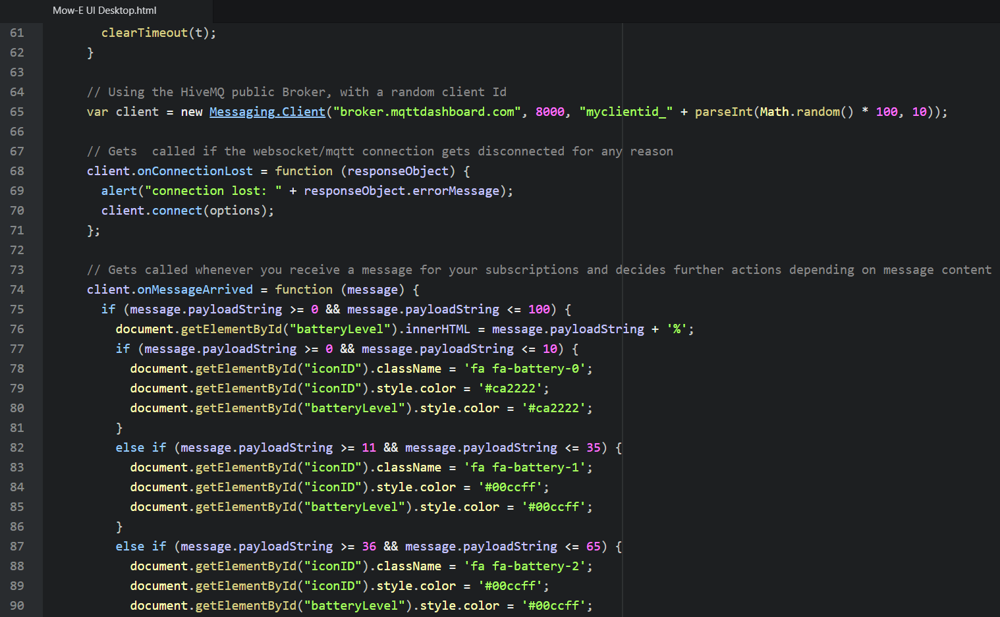 Mow-E UI Desktop.html
61 clearTimeout(t);
62 }
63
64 // Using the HiveMQ public Broker, with a random client Id
65 var client = new Messaging.Client("broker.mqttdashboard.com", 8000, "myclientid_" + parseInt(Math.random() * 100, 10));
66
67 // Gets  called if the websocket/mqtt connection gets disconnected for any reason
68 client.onConnectionLost = function (responseObject) {
69 alert("connection lost: " + responseObject.errorMessage);
70 client.connect(options);
71 };
72
73 // Gets called whenever you receive a message for your subscriptions and decides further actions depending on message content
74 client.onMessageArrived = function (message) {
75 if (message.payloadString >= 0 && message.payloadString <= 100) {
76 document.getElementById("batteryLevel").innerHTML = message.payloadString + '%';
77 if (message.payloadString >= 0 && message.payloadString <= 10) {
78 document.getElementById("iconID").className = 'fa fa-battery-0';
79 document.getElementById("iconID").style.color = '#ca2222';
80 document.getElementById("batteryLevel").style.color = '#ca2222';
81 }
82 else if (message.payloadString >= 11 && message.payloadString <= 35) {
83 document.getElementById("iconID").className = 'fa fa-battery-1';
84 document.getElementById("iconID").style.color = '#00ccff';
85 document.getElementById("batteryLevel").style.color = '#00ccff';
86 }
87 else if (message.payloadString >= 36 && message.payloadString <= 65) {
88 document.getElementById("iconID").className = 'fa fa-battery-2';
89 document.getElementById("iconID").style.color = '#00ccff';
90 document.getElementById("batteryLevel").style.color = '#00ccff';